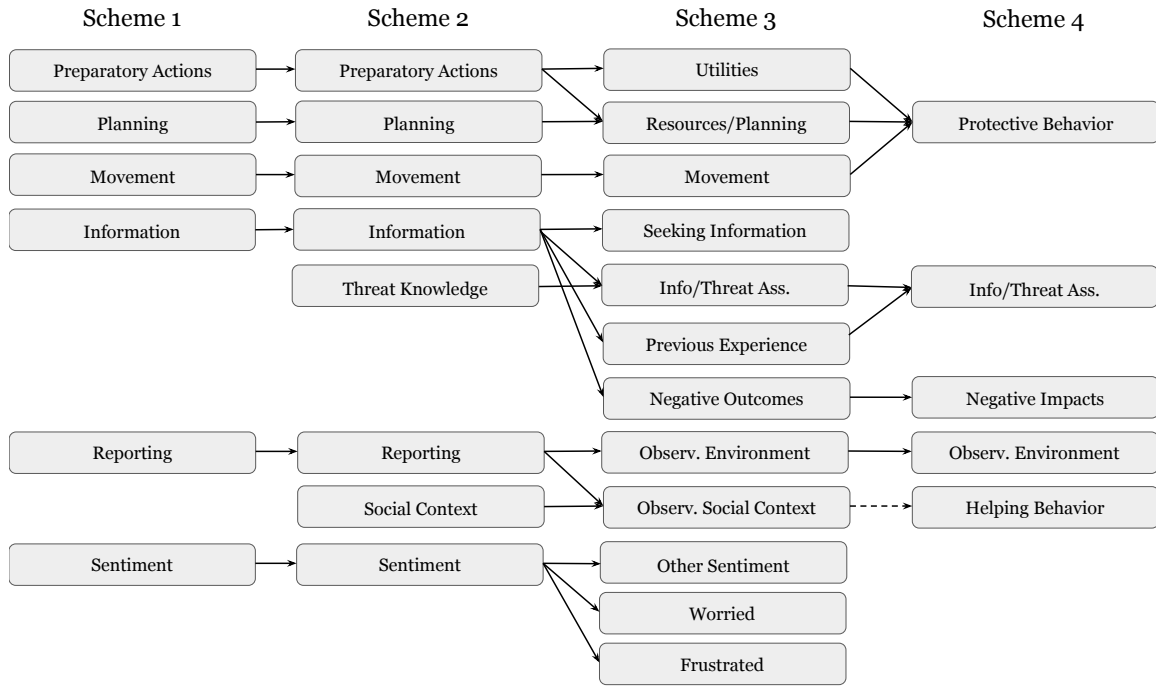 Scheme 1 Scheme 2 Scheme 3 Scheme 4
Preparatory Actions Preparatory Actions Utilities
Planning Planning Resources/Planning Protective Behavior
Movement Movement Movement
Information Information Seeking Information
Threat Knowledge Info/Threat Ass. Info/Threat Ass.
Previous Experience
Negative Outcomes Negative Impacts
Reporting Reporting Observ. Environment Observ. Environment
Social Context Observ. Social Context Helping Behavior
Sentiment Sentiment Other Sentiment
Worried
Frustrated